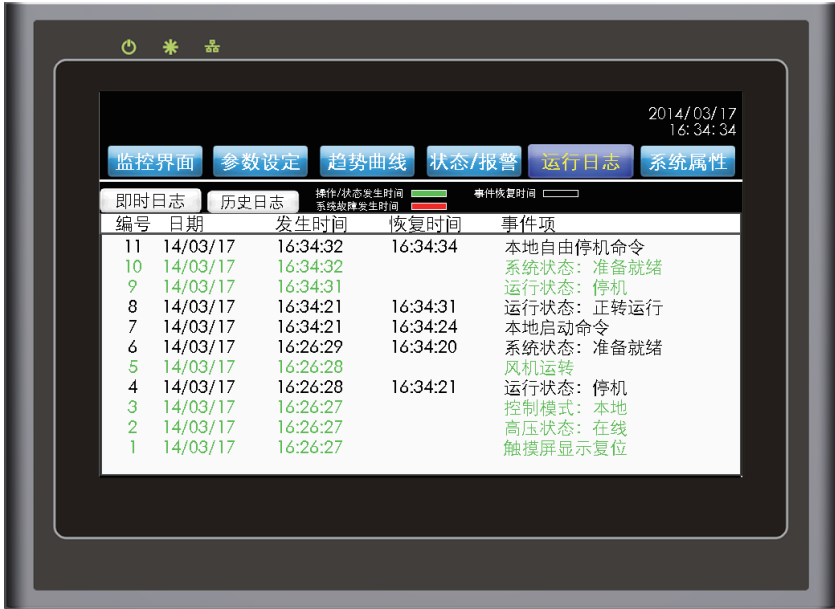 2014/03/17
16:34:34
监控界面 参数设定 趋势曲线 状态/报警 运行日志 系统属性
即时日志 历史日志 操作/状态发生时间 事件恢复时间
系统故障发生时间
编号 日期 发生时间 恢复时间 事件项
11 14/03/17 16:34:32 16:34:34 本地自由停机命令
10 14/03/17 16:34:32 系统状态：准备就绪
9 14/03/17 16:34:31 运行状态：停机
8 14/03/17 16:34:21 16:34:31 运行状态：正转运行
7 14/03/17 16:34:21 16:34:24 本地启动命令
6 14/03/17 16:26:29 16:34:20 系统状态：准备就绪
5 14/03/17 16:26:28 风机运转
4 14/03/17 16:26:28 16:34:21 运行状态：停机
3 14/03/17 16:26:27 控制模式：本地
2 14/03/17 16:26:27 高压状态：在线
1 14/03/17 16:26:27 触摸屏显示复位